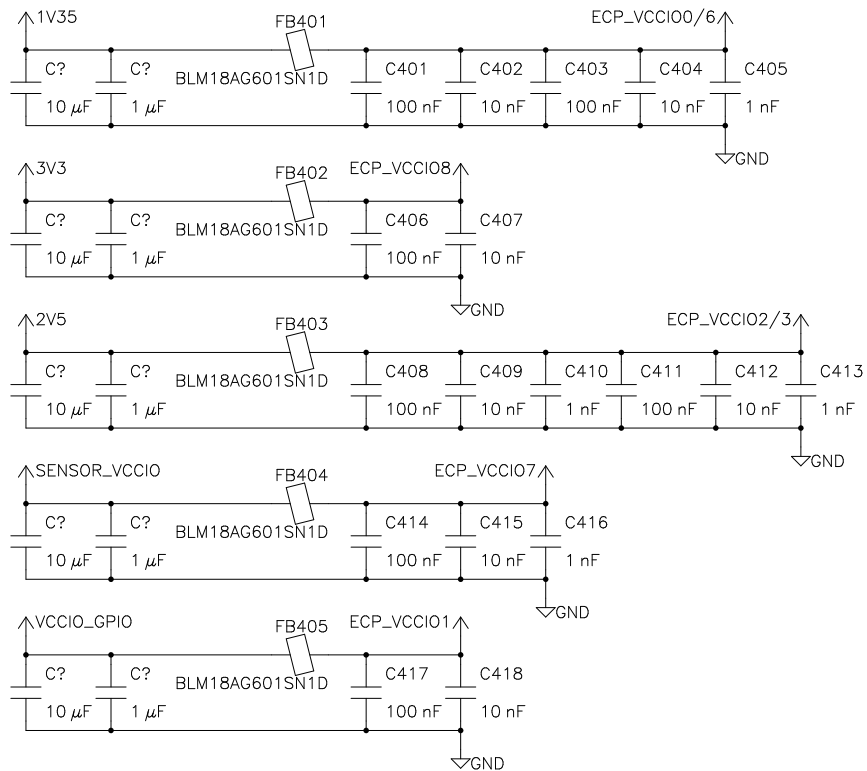 1V35
FB401
ECP_VCCIO0/6
C?
C?
BLM18AG601SN1D
C401
C402
C403
C404
C405
10 µF
1 µF
100 nF
10 nF
100 nF
10 nF
1 nF
GND
3V3
FB402
ECP_VCCIO8
C?
C?
BLM18AG601SN1D
C406
C407
10 µF
1 µF
100 nF
10 nF
GND
2V5
FB403
ECP_VCCIO2/3
C?
C?
BLM18AG601SN1D
C408
C409
C410
C411
C412
C413
10 µF
1 µF
100 nF
10 nF
1 nF
100 nF
10 nF
1 nF
GND
SENSOR_VCCIO
FB404
ECP_VCCIO7
C?
C?
BLM18AG601SN1D
C414
C415
C416
10 µF
1 µF
100 nF
10 nF
1 nF
GND
VCCIO_GPIO
FB405
ECP_VCCIO1
C?
C?
BLM18AG601SN1D
C417
C418
10 µF
1 µF
100 nF
10 nF
GND